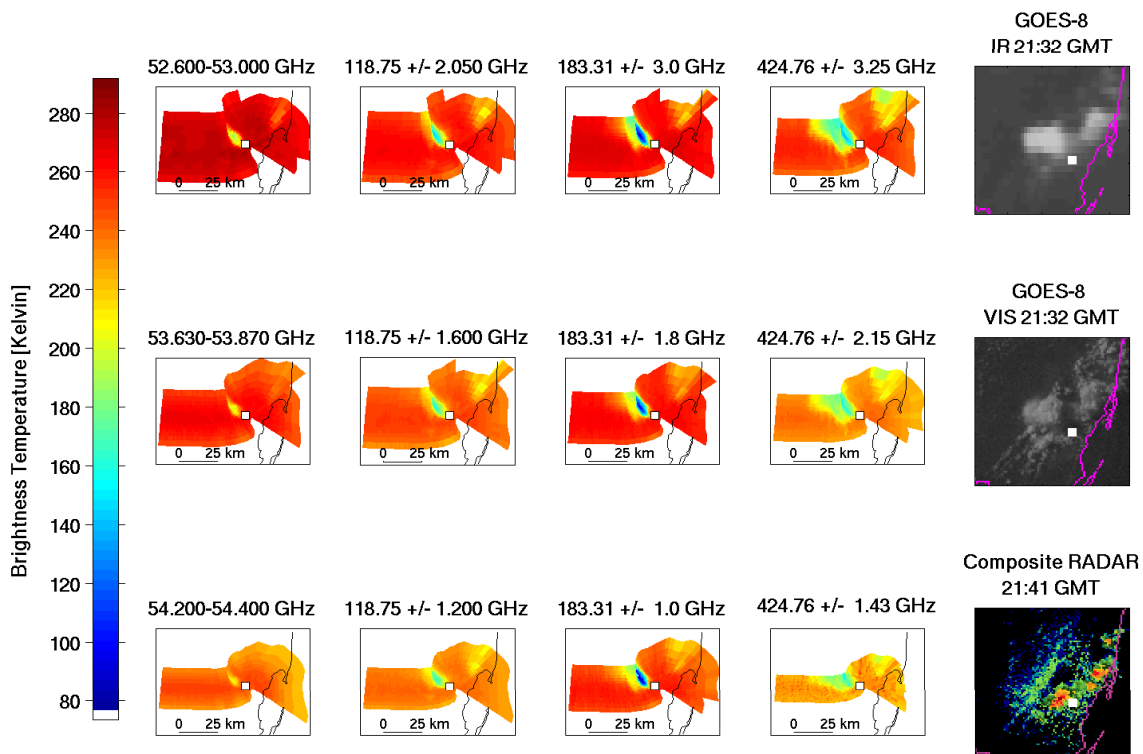 GOES-8
IR 21:32 GMT
52.600-53.000 GHz
118.75 +/- 2.050 GHz
183.31 +/- 3.0 GHz
424.76 +/- 3.25 GHz
0 25 km
0 25 km
0 25 km
0 25 km
GOES-8
VIS 21:32 GMT
53.630-53.870 GHz
118.75 +/- 1.600 GHz
183.31 +/- 1.8 GHz
424.76 +/- 2.15 GHz
0 25 km
0 25 km
0 25 km
0 25 km
Composite RADAR
21:41 GMT
54.200-54.400 GHz
118.75 +/- 1.200 GHz
183.31 +/- 1.0 GHz
424.76 +/- 1.43 GHz
0 25 km
0 25 km
0 25 km
0 25 km
Brightness Temperature [Kelvin]
280
260
240
220
200
180
160
140
120
100
80